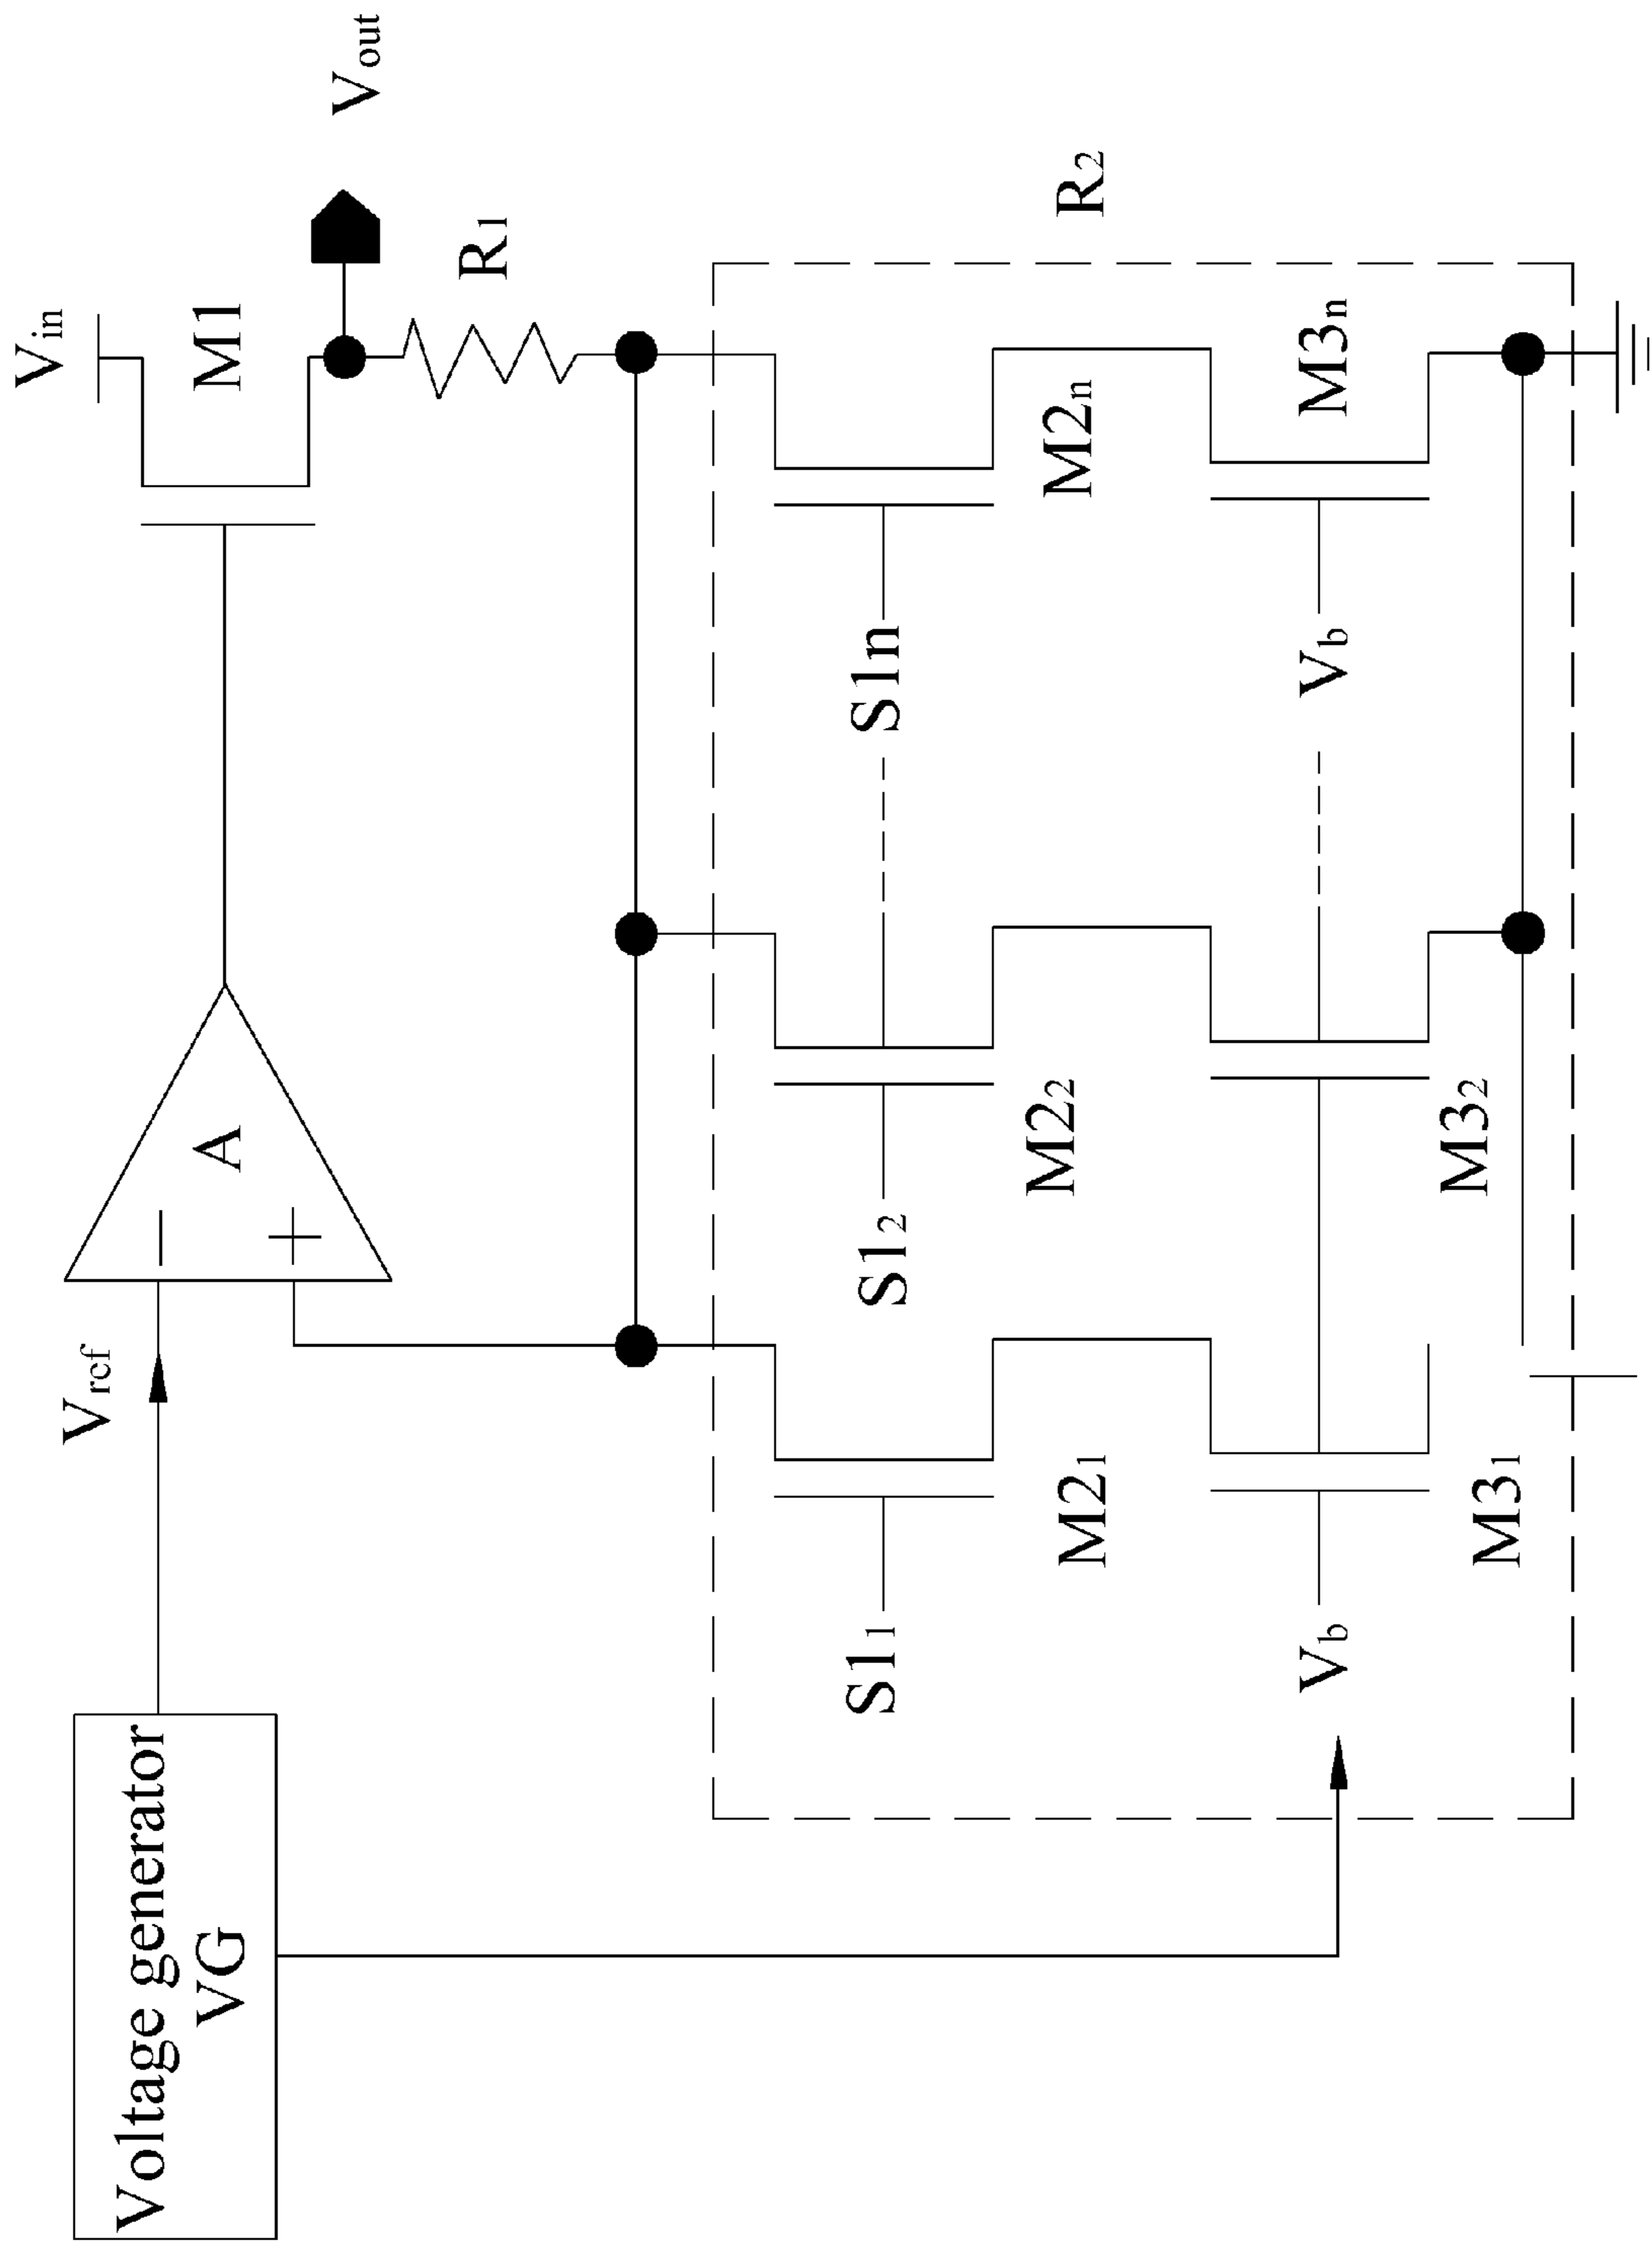 Voltage generator
VG
Vref
A
Vin
M1
Vout
R1
S11
M21
S12
M22
S1n
M2n
R2
Vb
M31
M32
Vb
M3n